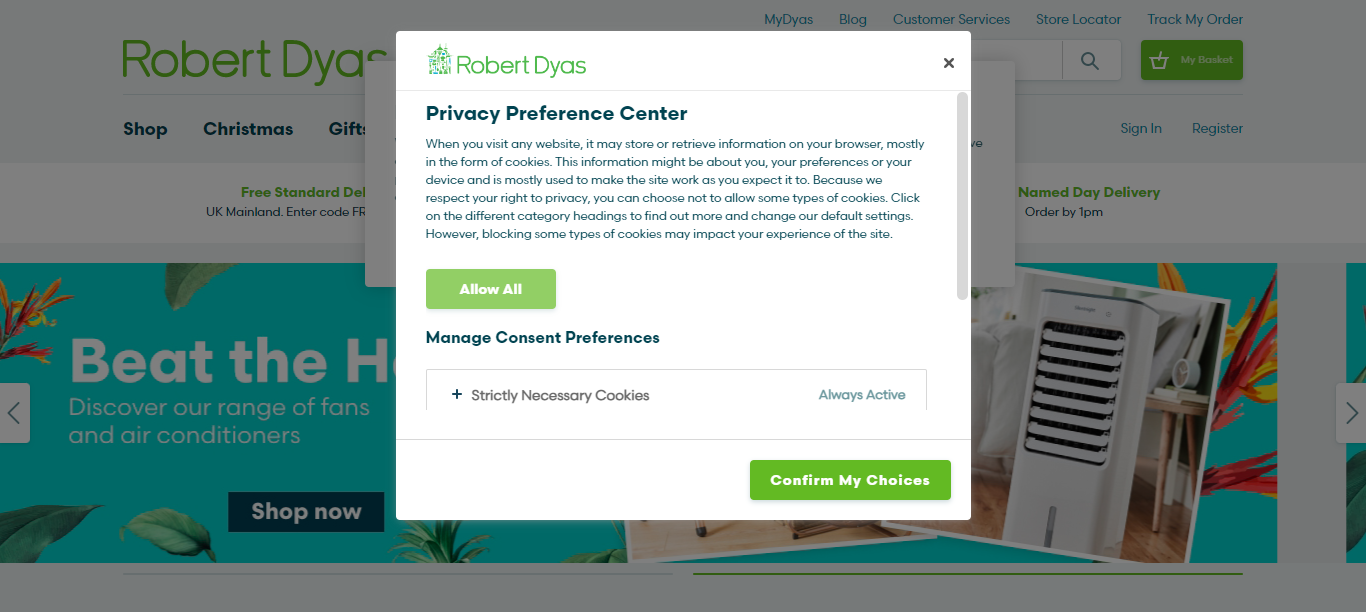 MyDyas Blog Customer Services Store Locator Track My Order
Robert Dyas
My Basket
Shop Christmas Gifts
Sign In Register
Free Standard Del
UK Mainland. Enter code FR
Named Day Delivery
Order by 1pm
Robert Dyas
Privacy Preference Center
When you visit any website, it may store or retrieve information on your browser, mostly
in the form of cookies. This information might be about you, your preferences or your
device and is mostly used to make the site work as you expect it to. Because we
respect your right to privacy, you can choose not to allow some types of cookies. Click
on the different category headings to find out more and change our default settings.
However, blocking some types of cookies may impact your experience of the site.
Allow All
Manage Consent Preferences
+ Strictly Necessary Cookies Always Active
Confirm My Choices
Beat the He
Discover our range of fans
and air conditioners
Shop now